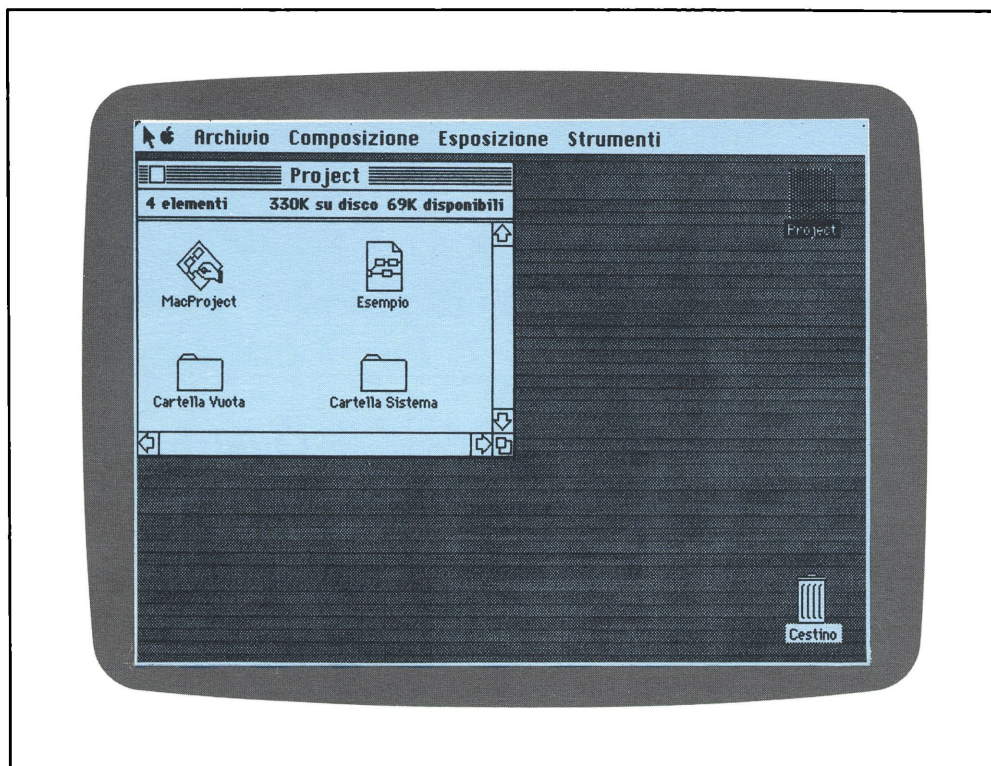 Archivio Composizione Esposizione Strumenti
Project
4 elementi 330K su disco 69K disponibili
MacProject
Esempio
Cartella Vuota
Cartella Sistema
Project
Cestino